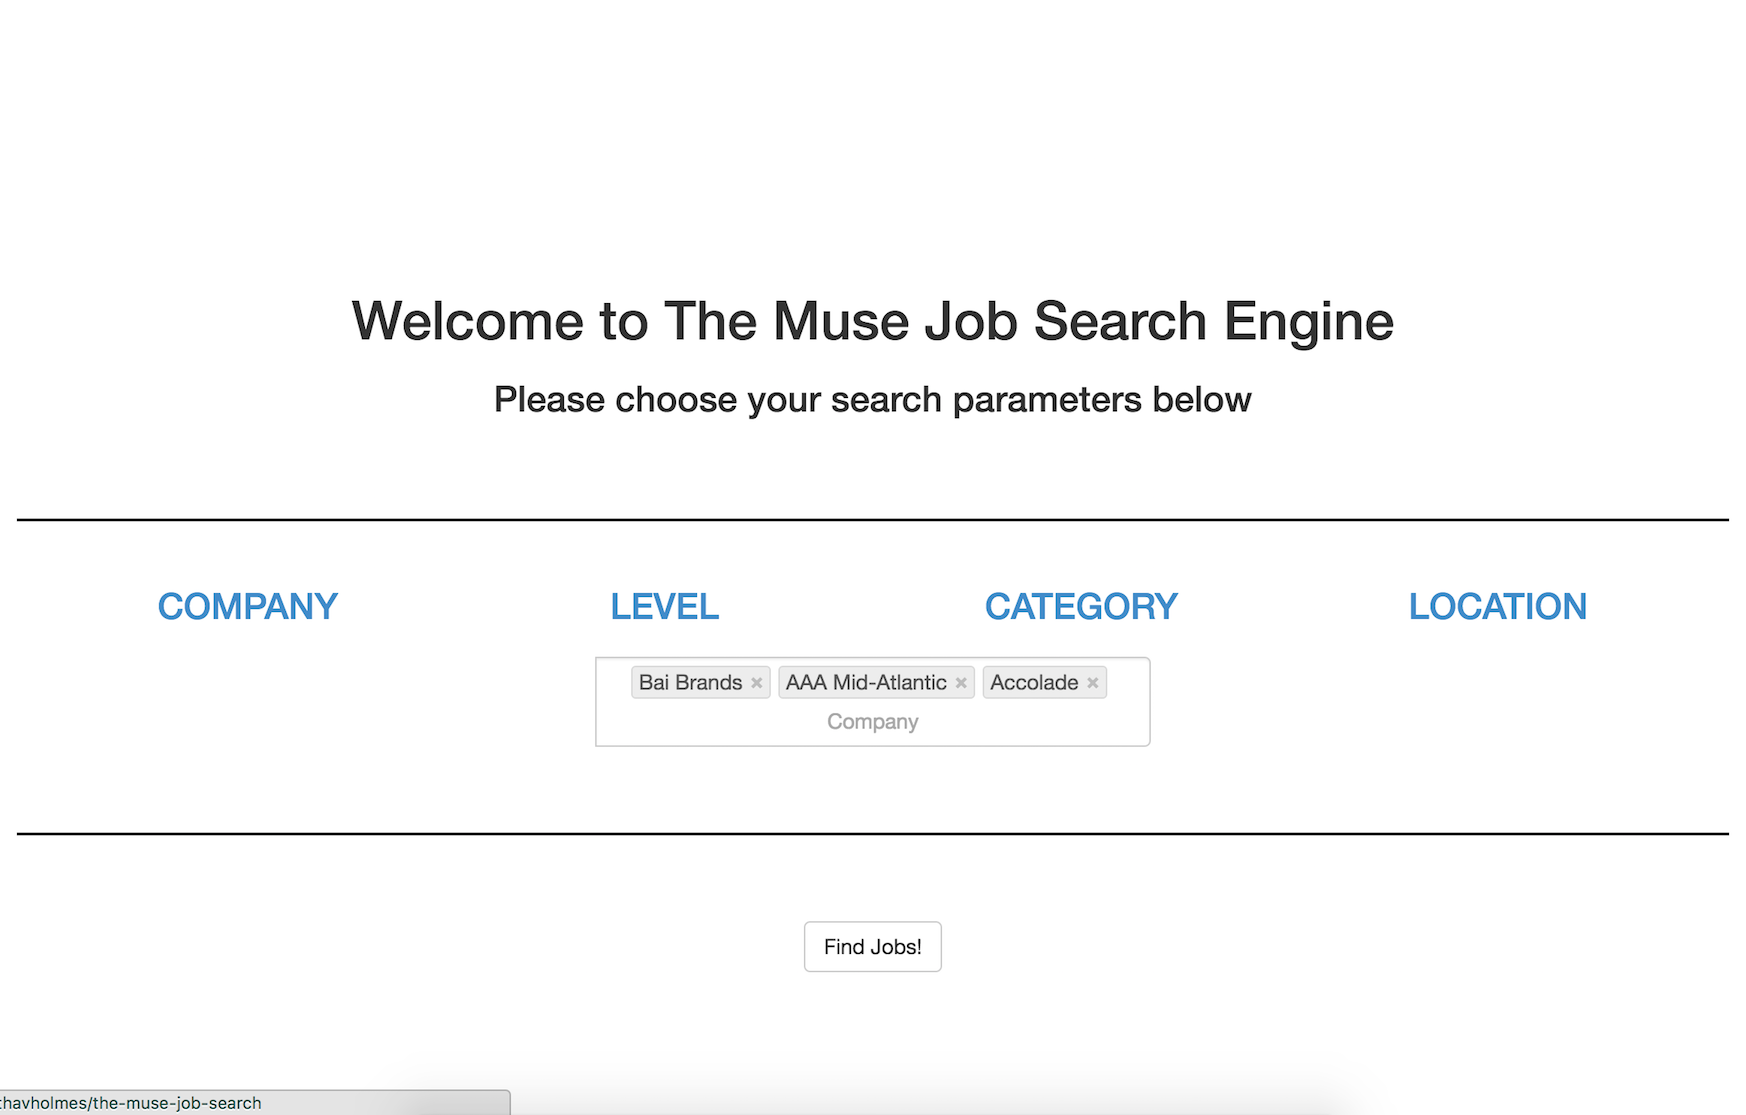 Welcome to The Muse Job Search Engine
Please choose your search parameters below
COMPANY LEVEL CATEGORY LOCATION
Bai Brands × AAA Mid-Atlantic × Accolade ×
Company
Find Jobs!
thavholmes/the-muse-job-search